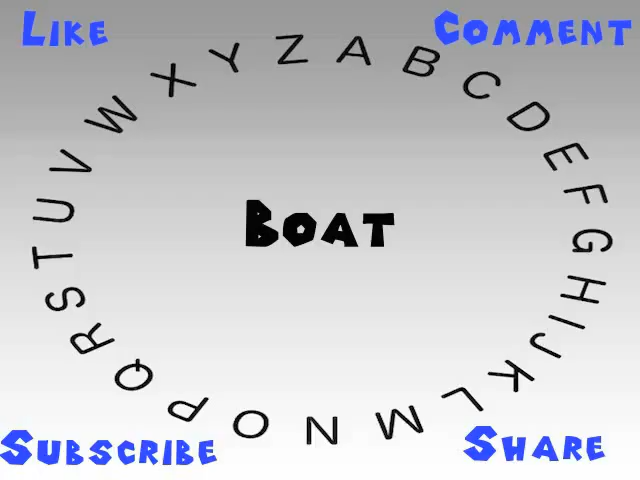 Like
Comment
A B C D E F G H I J K L M N O P Q R S T U V W X Y Z
Boat
Subscribe
Share